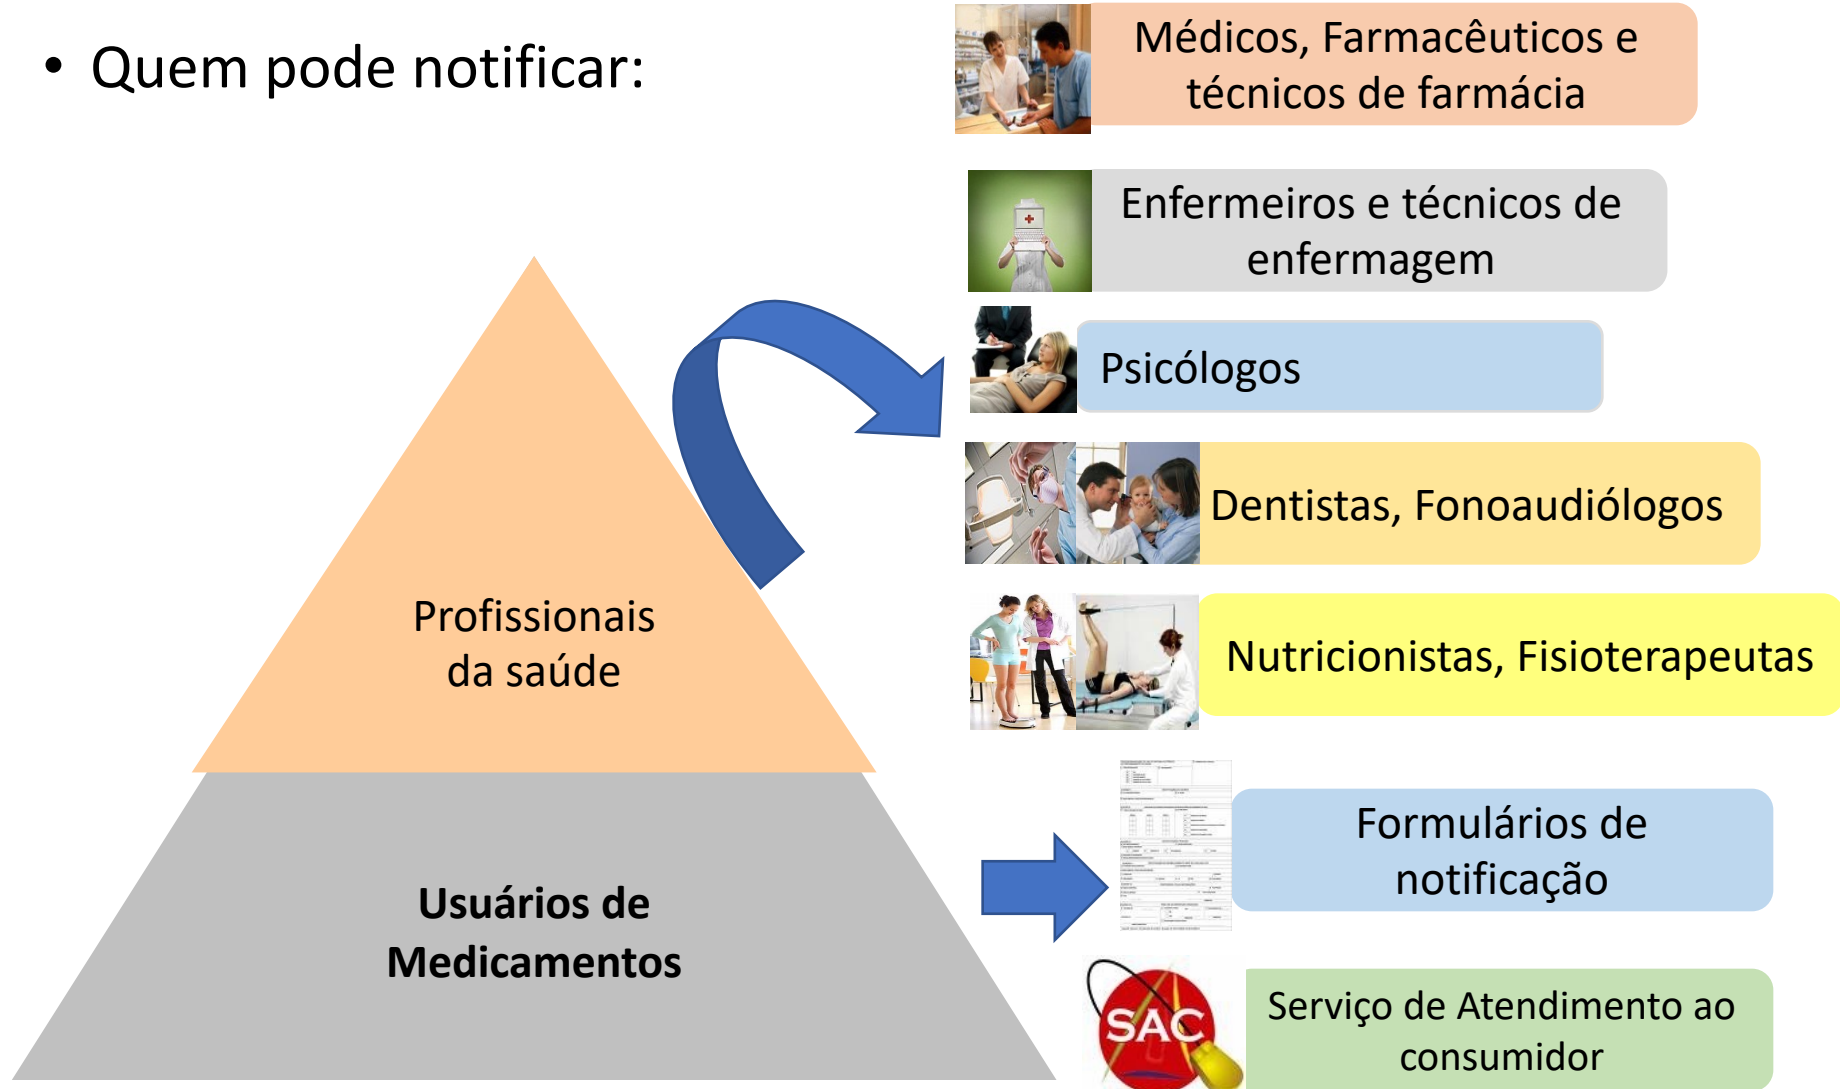 • Quem pode notificar:
Médicos, Farmacêuticos e
técnicos de farmácia
Enfermeiros e técnicos de
enfermagem
Psicólogos
Dentistas, Fonoaudiólogos
Nutricionistas, Fisioterapeutas
Profissionais
da saúde
Usuários de
Medicamentos
Formulários de
notificação
SAC
Serviço de Atendimento ao
consumidor